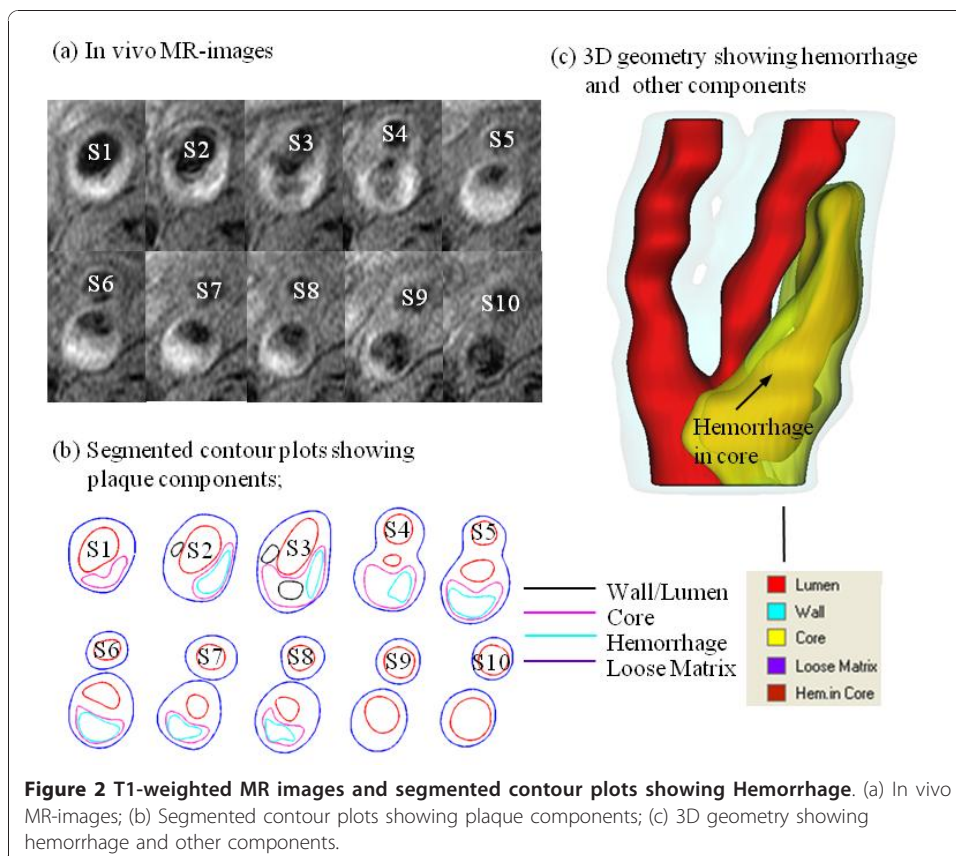 (a) In vivo MR-images
S1 S2 S3 S4 S5
S6 S7 S8 S9 S10
(b) Segmented contour plots showing
plaque components;
S1 S2 S3 S4 S5
S6 S7 S8 S9 S10
Wall/Lumen
Core
Hemorrhage
Loose Matrix
(c) 3D geometry showing hemorrhage
and other components
Hemorrhage
in core
Lumen
Wall
Core
Loose Matrix
Hem.in Core
Figure 2 T1-weighted MR images and segmented contour plots showing Hemorrhage. (a) In vivo
MR-images; (b) Segmented contour plots showing plaque components; (c) 3D geometry showing
hemorrhage and other components.